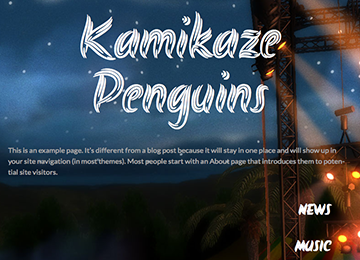 Kamikaze
Penguins
This is an example page. It's different from a blog post because it will stay in one place and will show up in
your site navigation (in most themes). Most people start with an About page that introduces them to poten-
tial site visitors.
NEWS
MUSIC